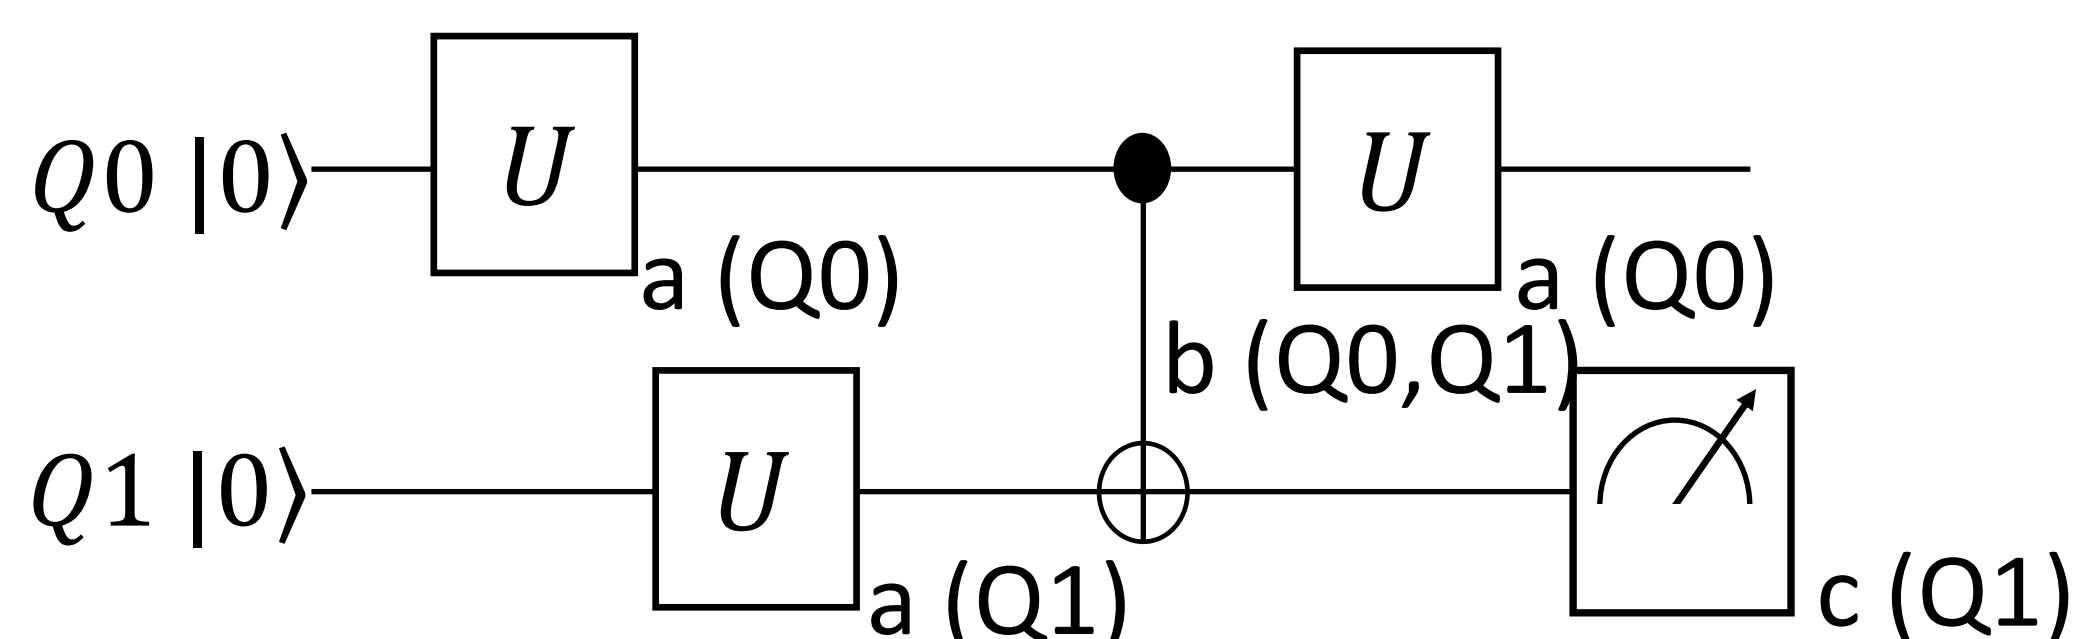 Q0 |0⟩ U U
a (Q0) a (Q0)
b (Q0,Q1)
Q1 |0⟩ U
a (Q1) c (Q1)